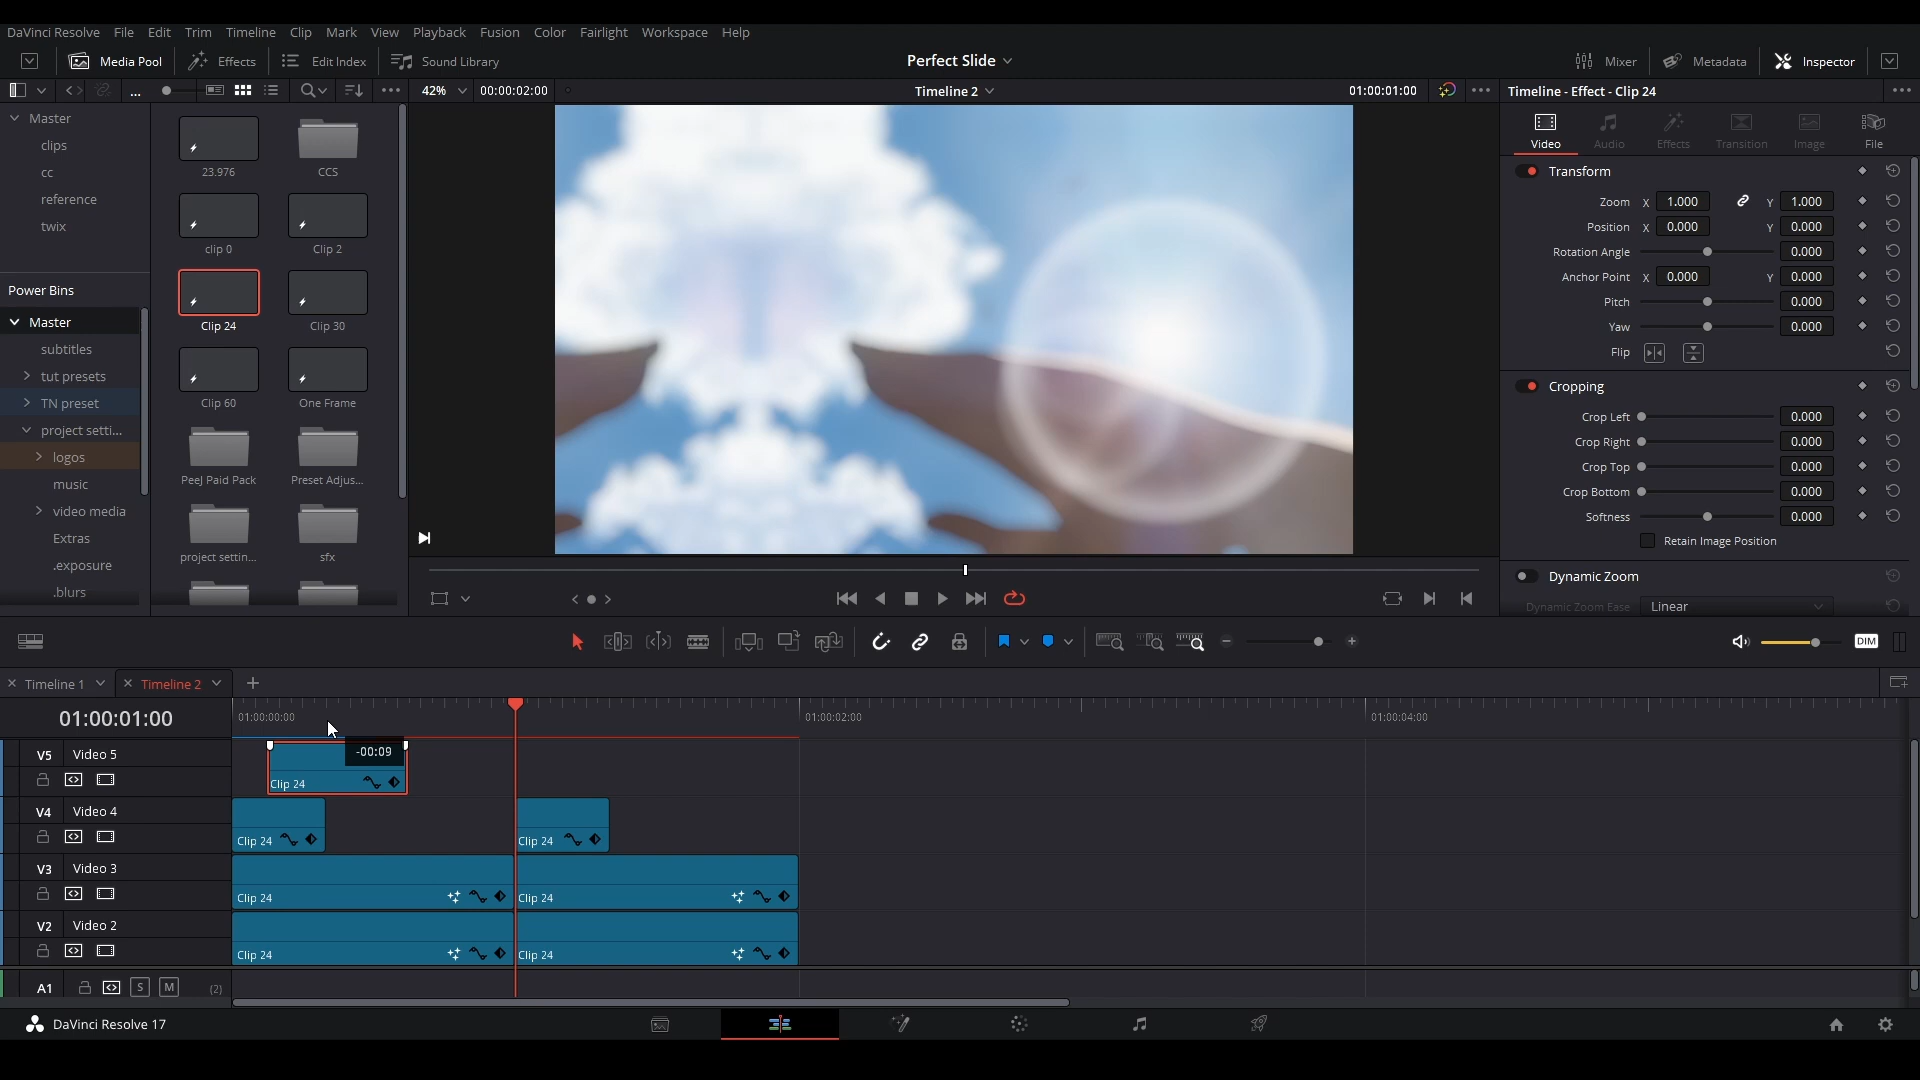 DaVinci Resolve File Edit Trim Timeline Clip Mark View Playback Fusion Color Fairlight Workspace Help
Media Pool Effects Edit Index Sound Library Perfect Slide Mixer Metadata Inspector
... 42% 00:00:02:00 Timeline 2 01:00:01:00 Timeline - Effect - Clip 24
Master
clips
cc
reference
twix
Power Bins
Master
subtitles
tut presets
TN preset
project setti...
logos
music
video media
Extras
.exposure
.blurs
23.976 CCS
clip 0 Clip 2
Clip 24 Clip 30
Clip 60 One Frame
PeeJ Paid Pack Preset Adjus...
project settin... sfx
Video Audio Effects Transition Image File
Transform
Zoom X 1.000 Y 1.000
Position X 0.000 Y 0.000
Rotation Angle 0.000
Anchor Point X 0.000 Y 0.000
Pitch 0.000
Yaw 0.000
Flip
Cropping
Crop Left 0.000
Crop Right 0.000
Crop Top 0.000
Crop Bottom 0.000
Softness 0.000
Retain Image Position
Dynamic Zoom
Dynamic Zoom Ease Linear
DIM
Timeline 1 Timeline 2
01:00:01:00 01:00:00:00 01:00:02:00 01:00:04:00
V5 Video 5
-00:09
Clip 24
V4 Video 4
Clip 24 Clip 24
V3 Video 3
Clip 24 Clip 24
V2 Video 2
Clip 24 Clip 24
A1 S M (2)
DaVinci Resolve 17